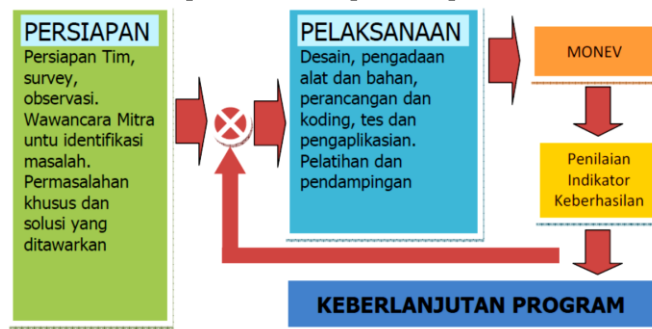 PERSIAPAN
Persiapan Tim,
survey,
observasi.
Wawancara Mitra
untu identifikasi
masalah.
Permasalahan
khusus dan
solusi yang
ditawarkan
PELAKSANAAN
Desain, pengadaan
alat dan bahan,
perancangan dan
koding, tes dan
pengaplikasian.
Pelatihan dan
pendampingan
MONEV
Penilaian
Indikator
Keberhasilan
KEBERLANJUTAN PROGRAM